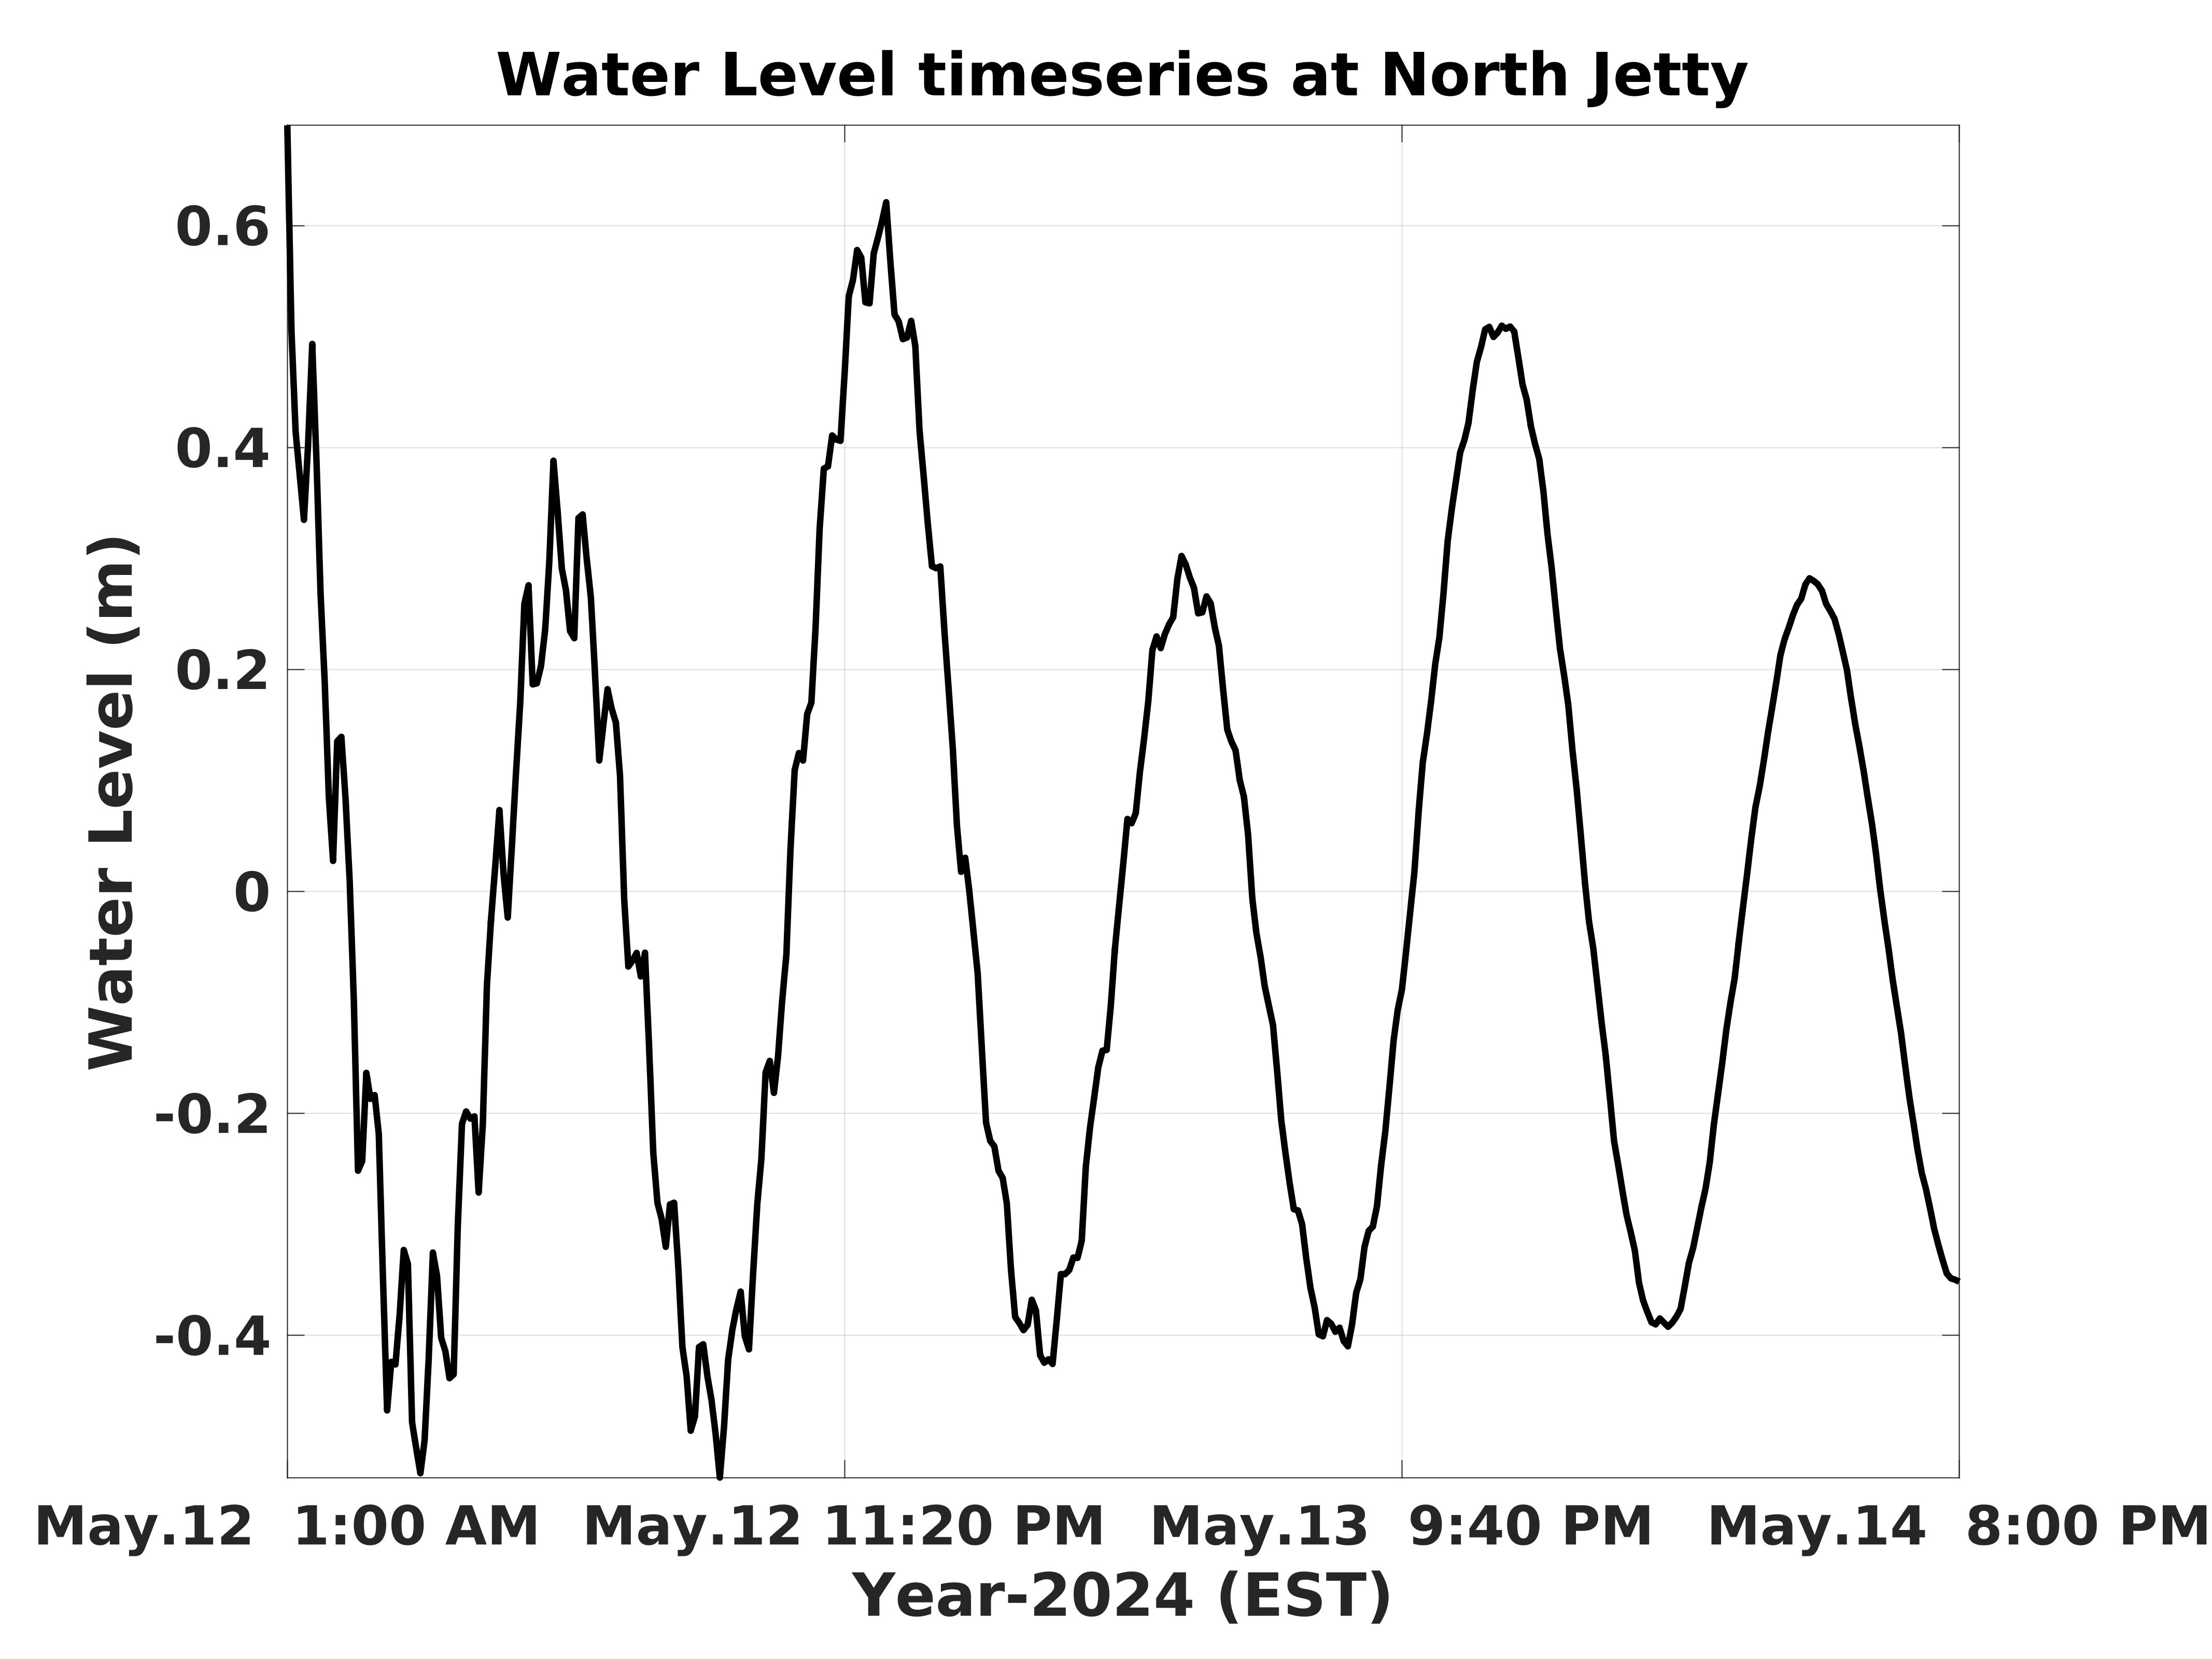 Water Level timeseries at North Jetty
0.6
0.4
0.2
0
-0.2
-0.4
Water Level (m)
May.12  1:00 AM
May.12 11:20 PM
May.13  9:40 PM
May.14  8:00 PM
Year-2024 (EST)